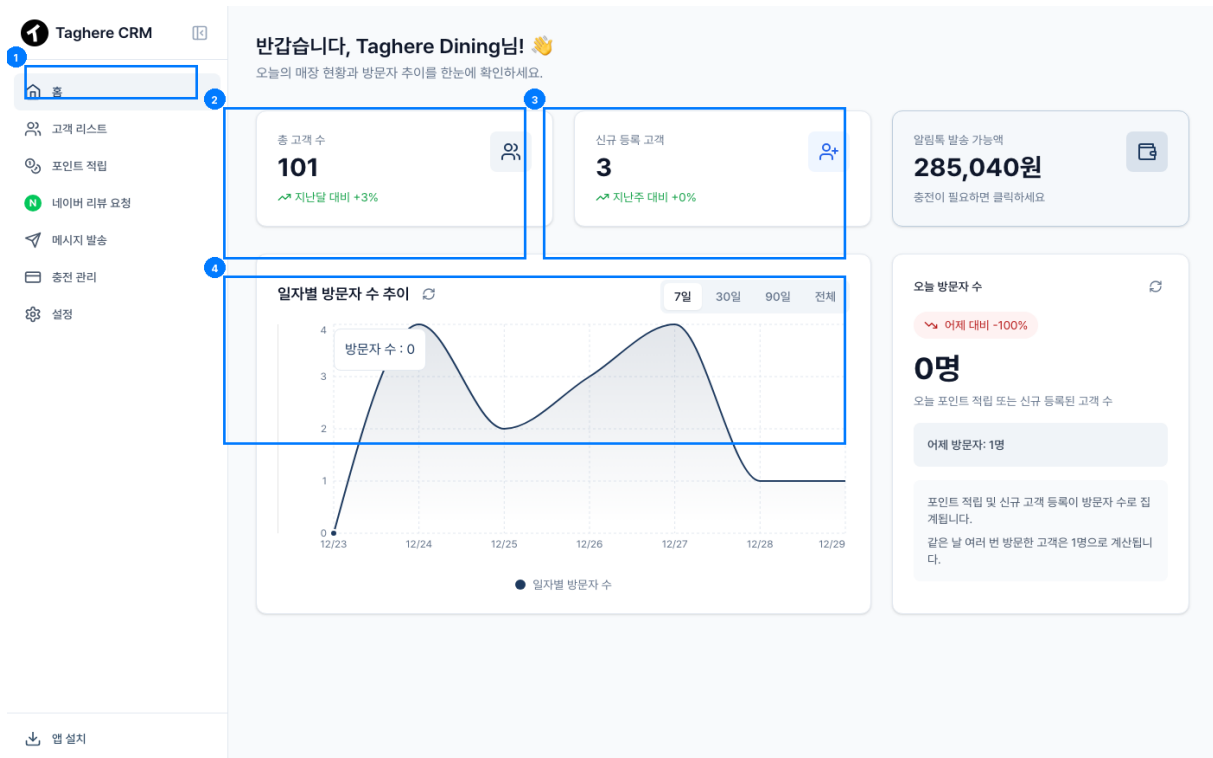 Taghere CRM
1
홈
고객 리스트
포인트 적립
N 네이버 리뷰 요청
메시지 발송
충전 관리
설정
앱 설치
반갑습니다, Taghere Dining님! 👋
오늘의 매장 현황과 방문자 추이를 한눈에 확인하세요.
2
총 고객 수
101
지난달 대비 +3%
3
신규 등록 고객
3
지난주 대비 +0%
알림톡 발송 가능액
285,040원
충전이 필요하면 클릭하세요
4
일자별 방문자 수 추이
7일 30일 90일 전체
방문자 수 : 0
4
3
2
1
0
12/23 12/24 12/25 12/26 12/27 12/28 12/29
일자별 방문자 수
오늘 방문자 수
어제 대비 -100%
0명
오늘 포인트 적립 또는 신규 등록된 고객 수
어제 방문자: 1명
포인트 적립 및 신규 고객 등록이 방문자 수로 집
계됩니다.
같은 날 여러 번 방문한 고객은 1명으로 계산됩니
다.